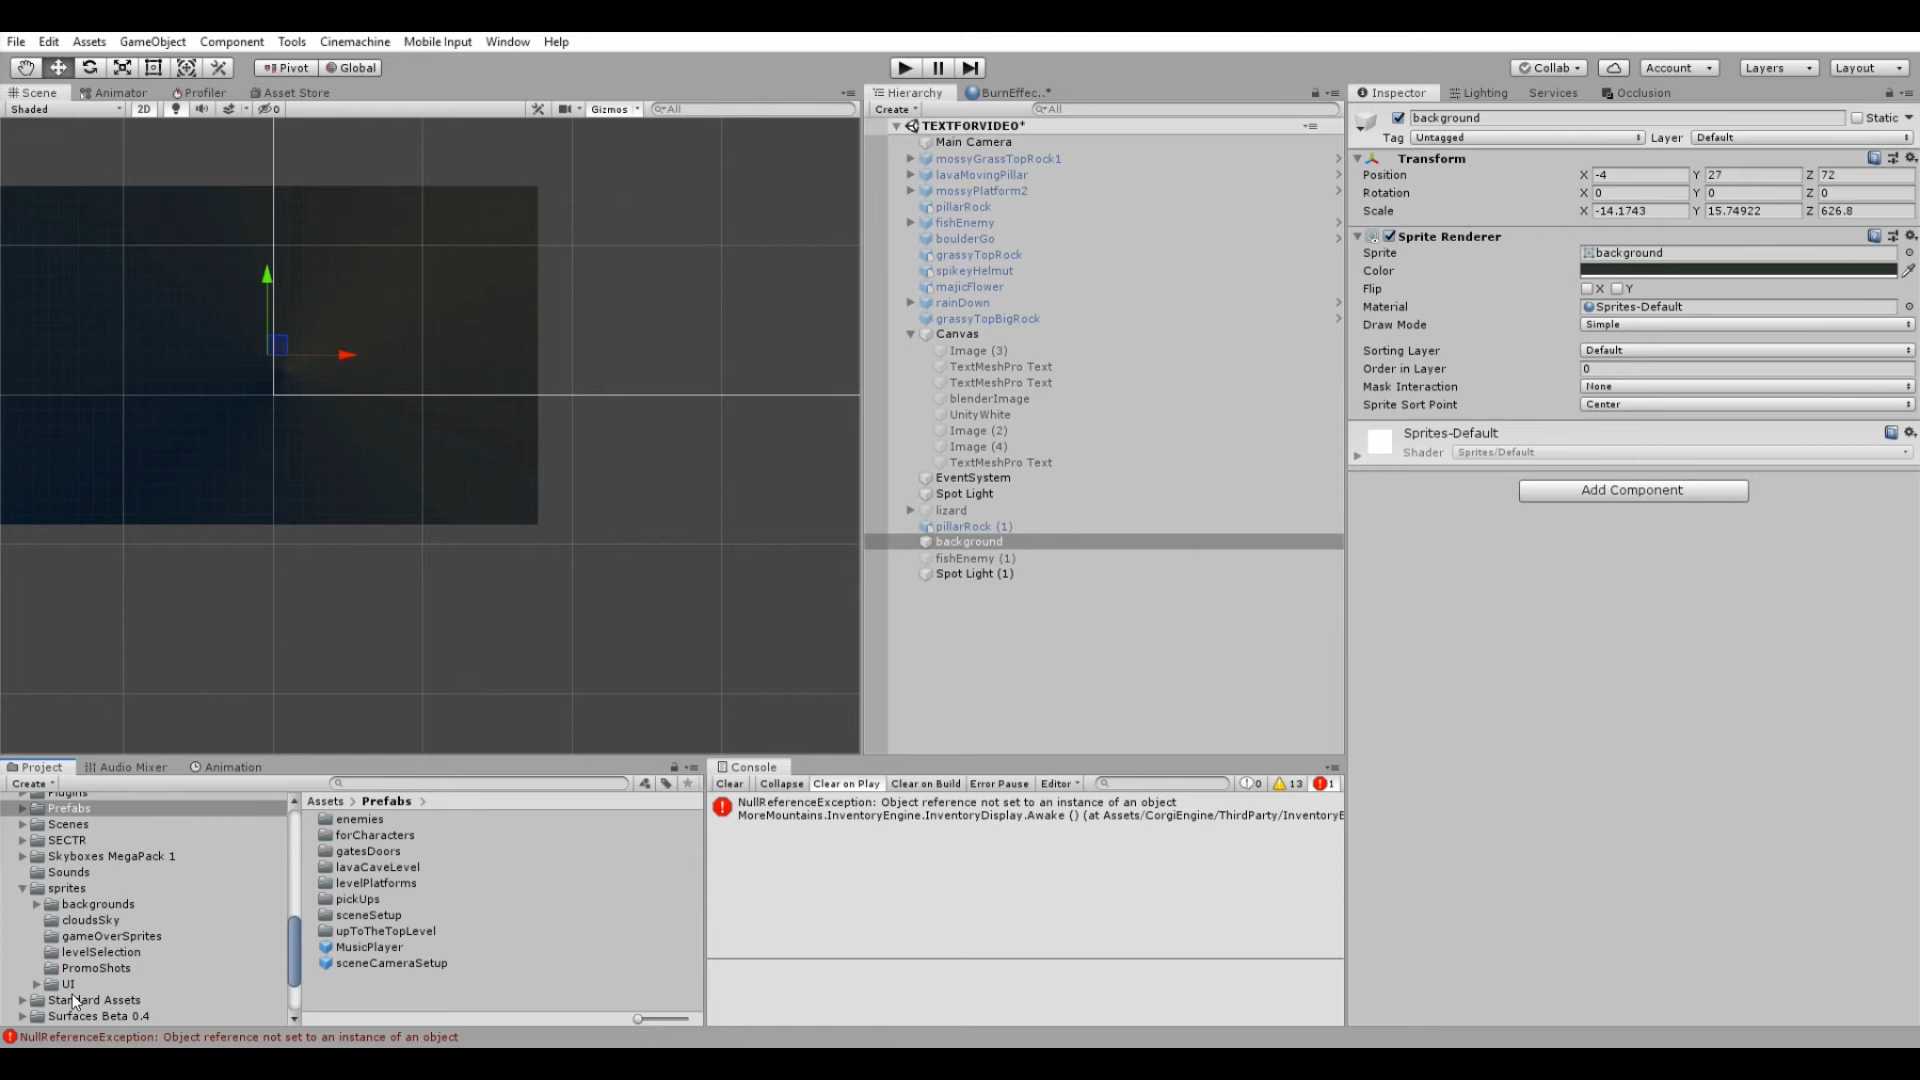 File Edit Assets GameObject Component Tools Cinemachine Mobile Input Window Help
Pivot Global Collab Account Layers Layout
Scene Animator Profiler Asset Store
Shaded 2D 0 Gizmos All
Hierarchy BurnEffec..*
Create All
TEXTFORVIDEO*
Main Camera
mossyGrassTopRock1
lavaMovingPillar
mossyPlatform2
pillarRock
fishEnemy
boulderGo
grassyTopRock
spikeyHelmut
majicFlower
rainDown
grassyTopBigRock
Canvas
Image (3)
TextMeshPro Text
TextMeshPro Text
blenderImage
UnityWhite
Image (2)
Image (4)
TextMeshPro Text
EventSystem
Spot Light
lizard
pillarRock (1)
background
fishEnemy (1)
Spot Light (1)
Inspector Lighting Services Occlusion
background Static
Tag Untagged Layer Default
Transform
Position X -4 Y 27 Z 72
Rotation X 0 Y 0 Z 0
Scale X -14.1743 Y 15.74922 Z 626.8
Sprite Renderer
Sprite background
Color
Flip X Y
Material Sprites-Default
Draw Mode Simple
Sorting Layer Default
Order in Layer 0
Mask Interaction None
Sprite Sort Point Center
Sprites-Default
Shader Sprites/Default
Add Component
Project Audio Mixer Animation
Create
Plugins
Prefabs
Scenes
SECTR
Skyboxes MegaPack 1
Sounds
sprites
backgrounds
cloudsSky
gameOverSprites
levelSelection
PromoShots
UI
Standard Assets
Surfaces Beta 0.4
Assets Prefabs
enemies
forCharacters
gatesDoors
lavaCaveLevel
levelPlatforms
pickUps
sceneSetup
upToTheTopLevel
MusicPlayer
sceneCameraSetup
Console
Clear Collapse Clear on Play Clear on Build Error Pause Editor 0 13 1
NullReferenceException: Object reference not set to an instance of an object
MoreMountains.InventoryEngine.InventoryDisplay.Awake () (at Assets/CorgiEngine/ThirdParty/InventoryE
NullReferenceException: Object reference not set to an instance of an object